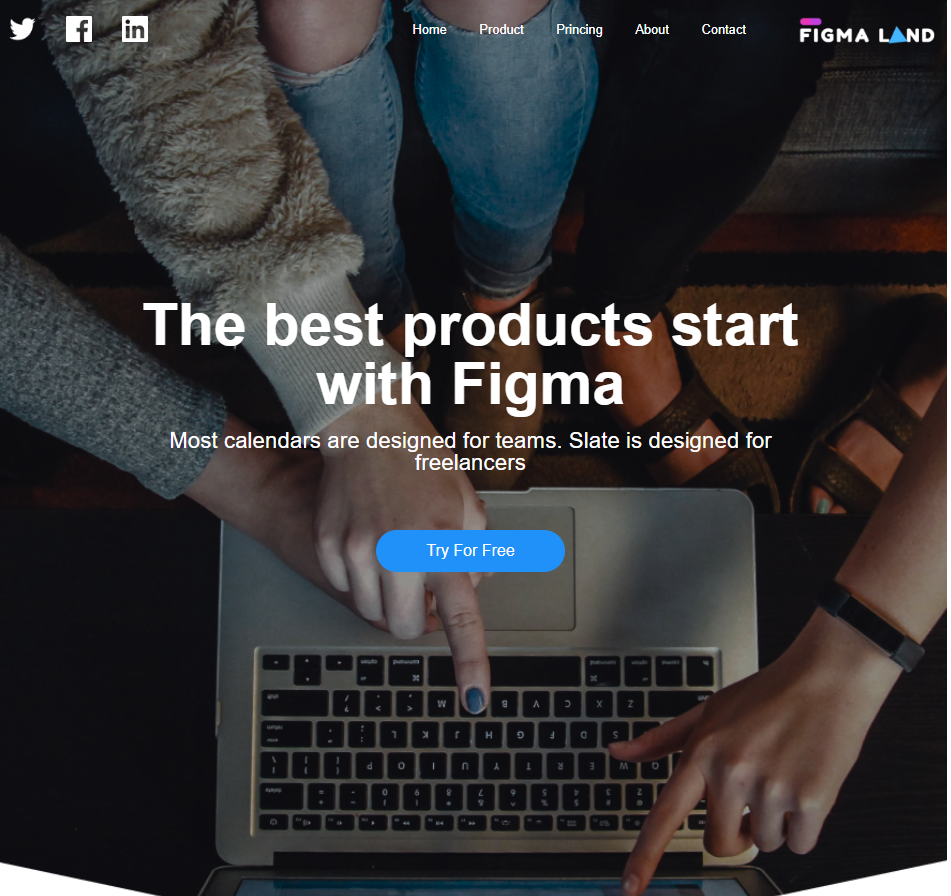 Home Product Princing About Contact FIGMA LAND
The best products start
with Figma
Most calendars are designed for teams. Slate is designed for
freelancers
Try For Free